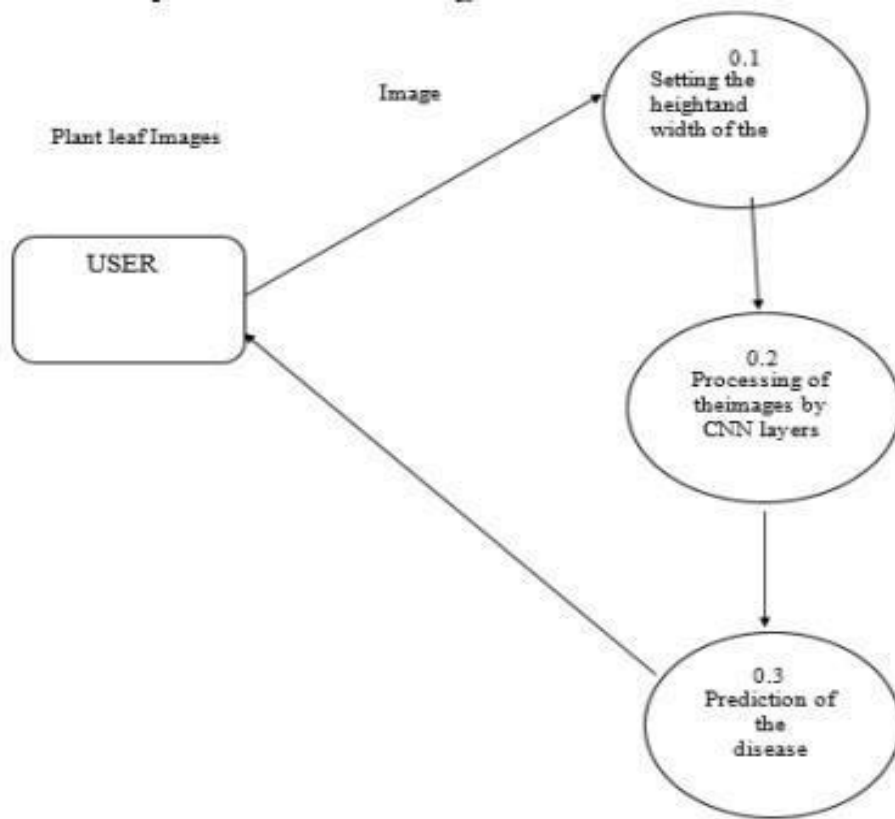 Image
Plant leaf Images
USER
0.1
Setting the
heightand
width of the
0.2
Processing of
theimages by
CNN layers
0.3
Prediction of
the
disease